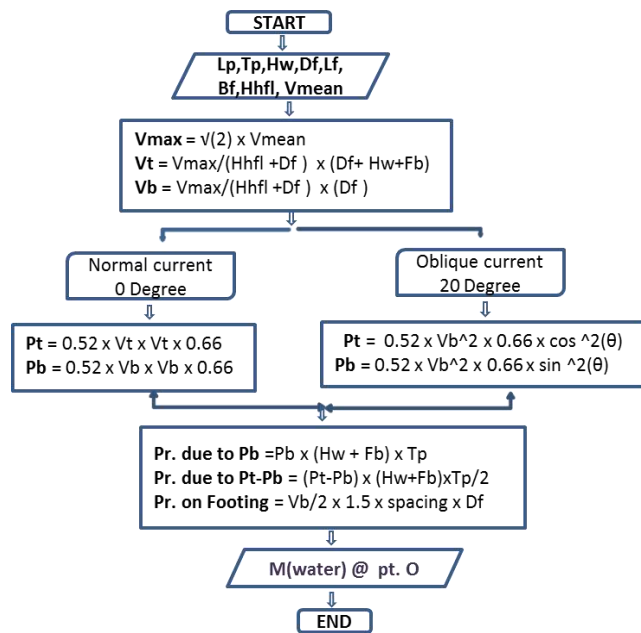 START
Lp,Tp,Hw,Df,Lf,
Bf,Hhfl, Vmean
Vmax = √(2) x Vmean
Vt = Vmax/(Hhfl +Df ) x (Df+ Hw+Fb)
Vb = Vmax/(Hhfl +Df ) x (Df )
Normal current
0 Degree
Oblique current
20 Degree
Pt = 0.52 x Vt x Vt x 0.66
Pb = 0.52 x Vb x Vb x 0.66
Pt = 0.52 x Vb^2 x 0.66 x cos ^2(θ)
Pb = 0.52 x Vb^2 x 0.66 x sin ^2(θ)
Pr. due to Pb =Pb x (Hw + Fb) x Tp
Pr. due to Pt-Pb = (Pt-Pb) x (Hw+Fb)xTp/2
Pr. on Footing = Vb/2 x 1.5 x spacing x Df
M(water) @ pt. O
END